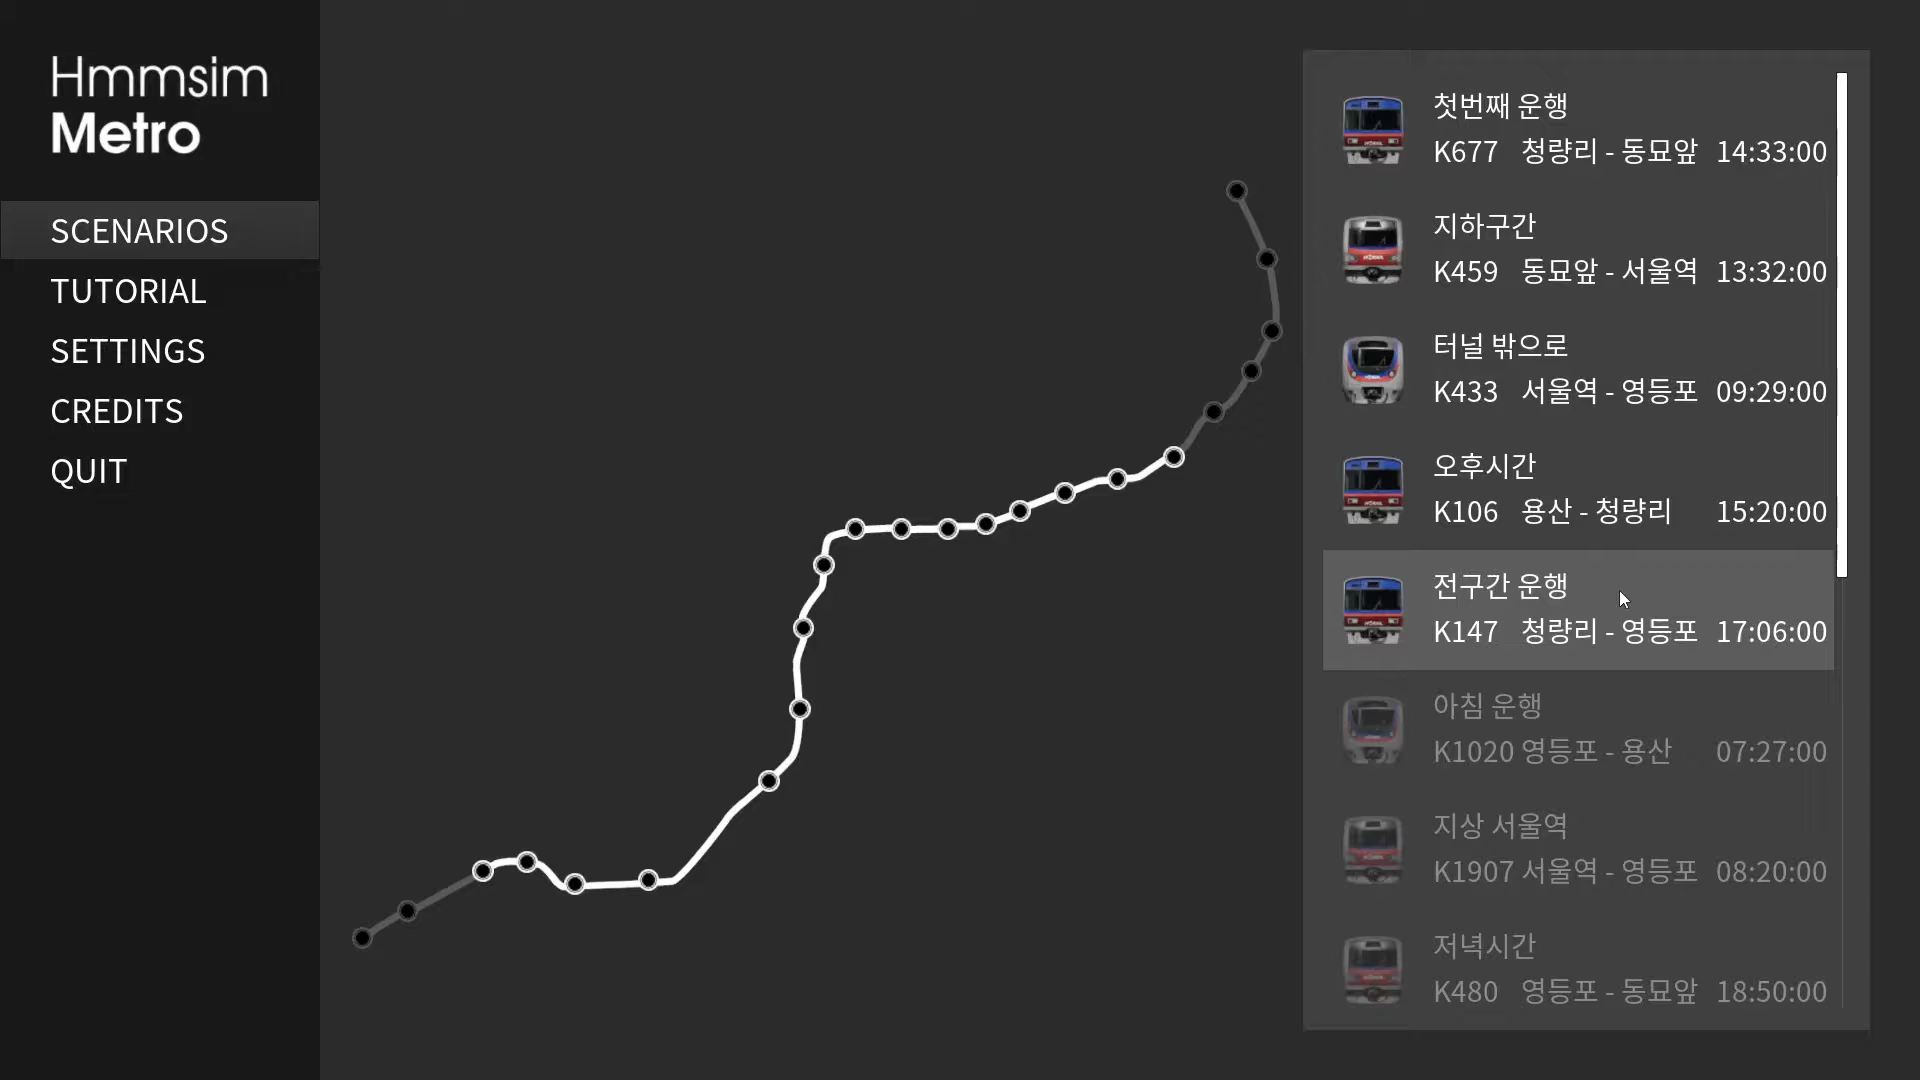 Hmmsim
Metro
SCENARIOS
TUTORIAL
SETTINGS
CREDITS
QUIT
첫번째 운행
K677 청량리 - 동묘앞 14:33:00
지하구간
K459 동묘앞 - 서울역 13:32:00
터널 밖으로
K433 서울역 - 영등포 09:29:00
오후시간
K106 용산 - 청량리 15:20:00
전구간 운행
K147 청량리 - 영등포 17:06:00
아침 운행
K1020 영등포 - 용산 07:27:00
지상 서울역
K1907 서울역 - 영등포 08:20:00
저녁시간
K480 영등포 - 동묘앞 18:50:00